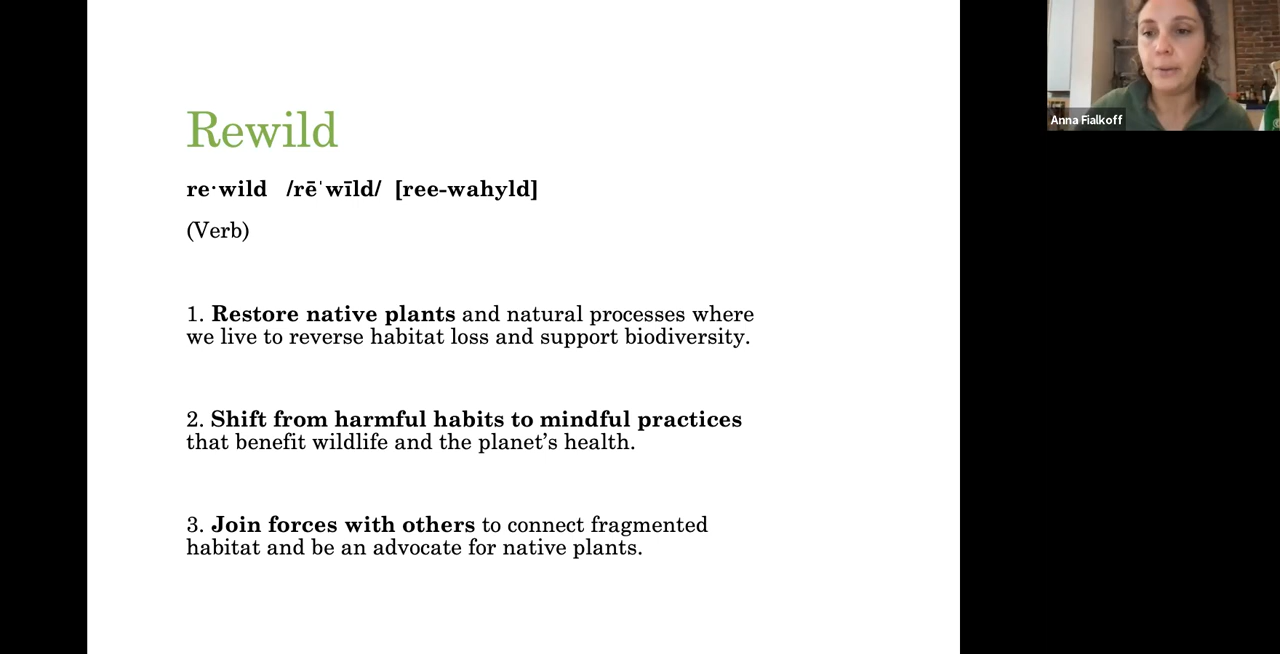 Rewild
re·wild /rēˈwīld/ [ree-wahyld]
(Verb)
1. Restore native plants and natural processes where
we live to reverse habitat loss and support biodiversity.
2. Shift from harmful habits to mindful practices
that benefit wildlife and the planet’s health.
3. Join forces with others to connect fragmented
habitat and be an advocate for native plants.
Anna Fialkoff